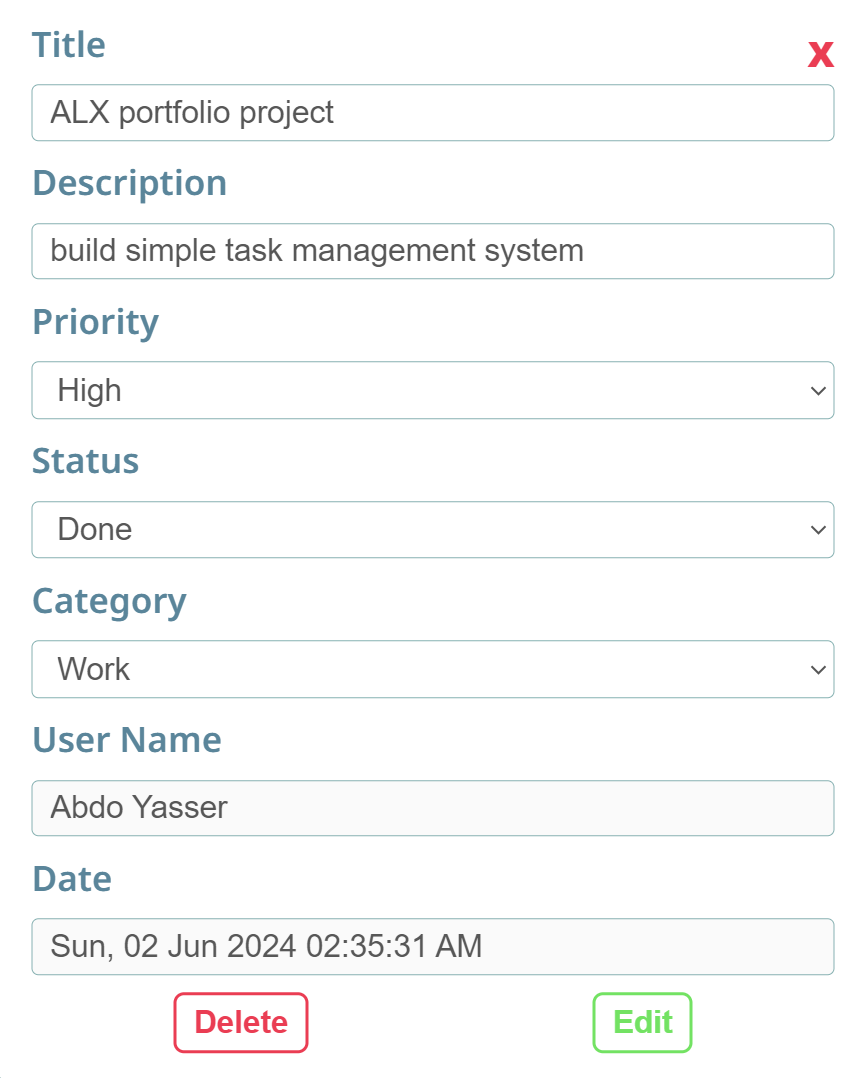 Title
X
ALX portfolio project
Description
build simple task management system
Priority
High
Status
Done
Category
Work
User Name
Abdo Yasser
Date
Sun, 02 Jun 2024 02:35:31 AM
Delete
Edit